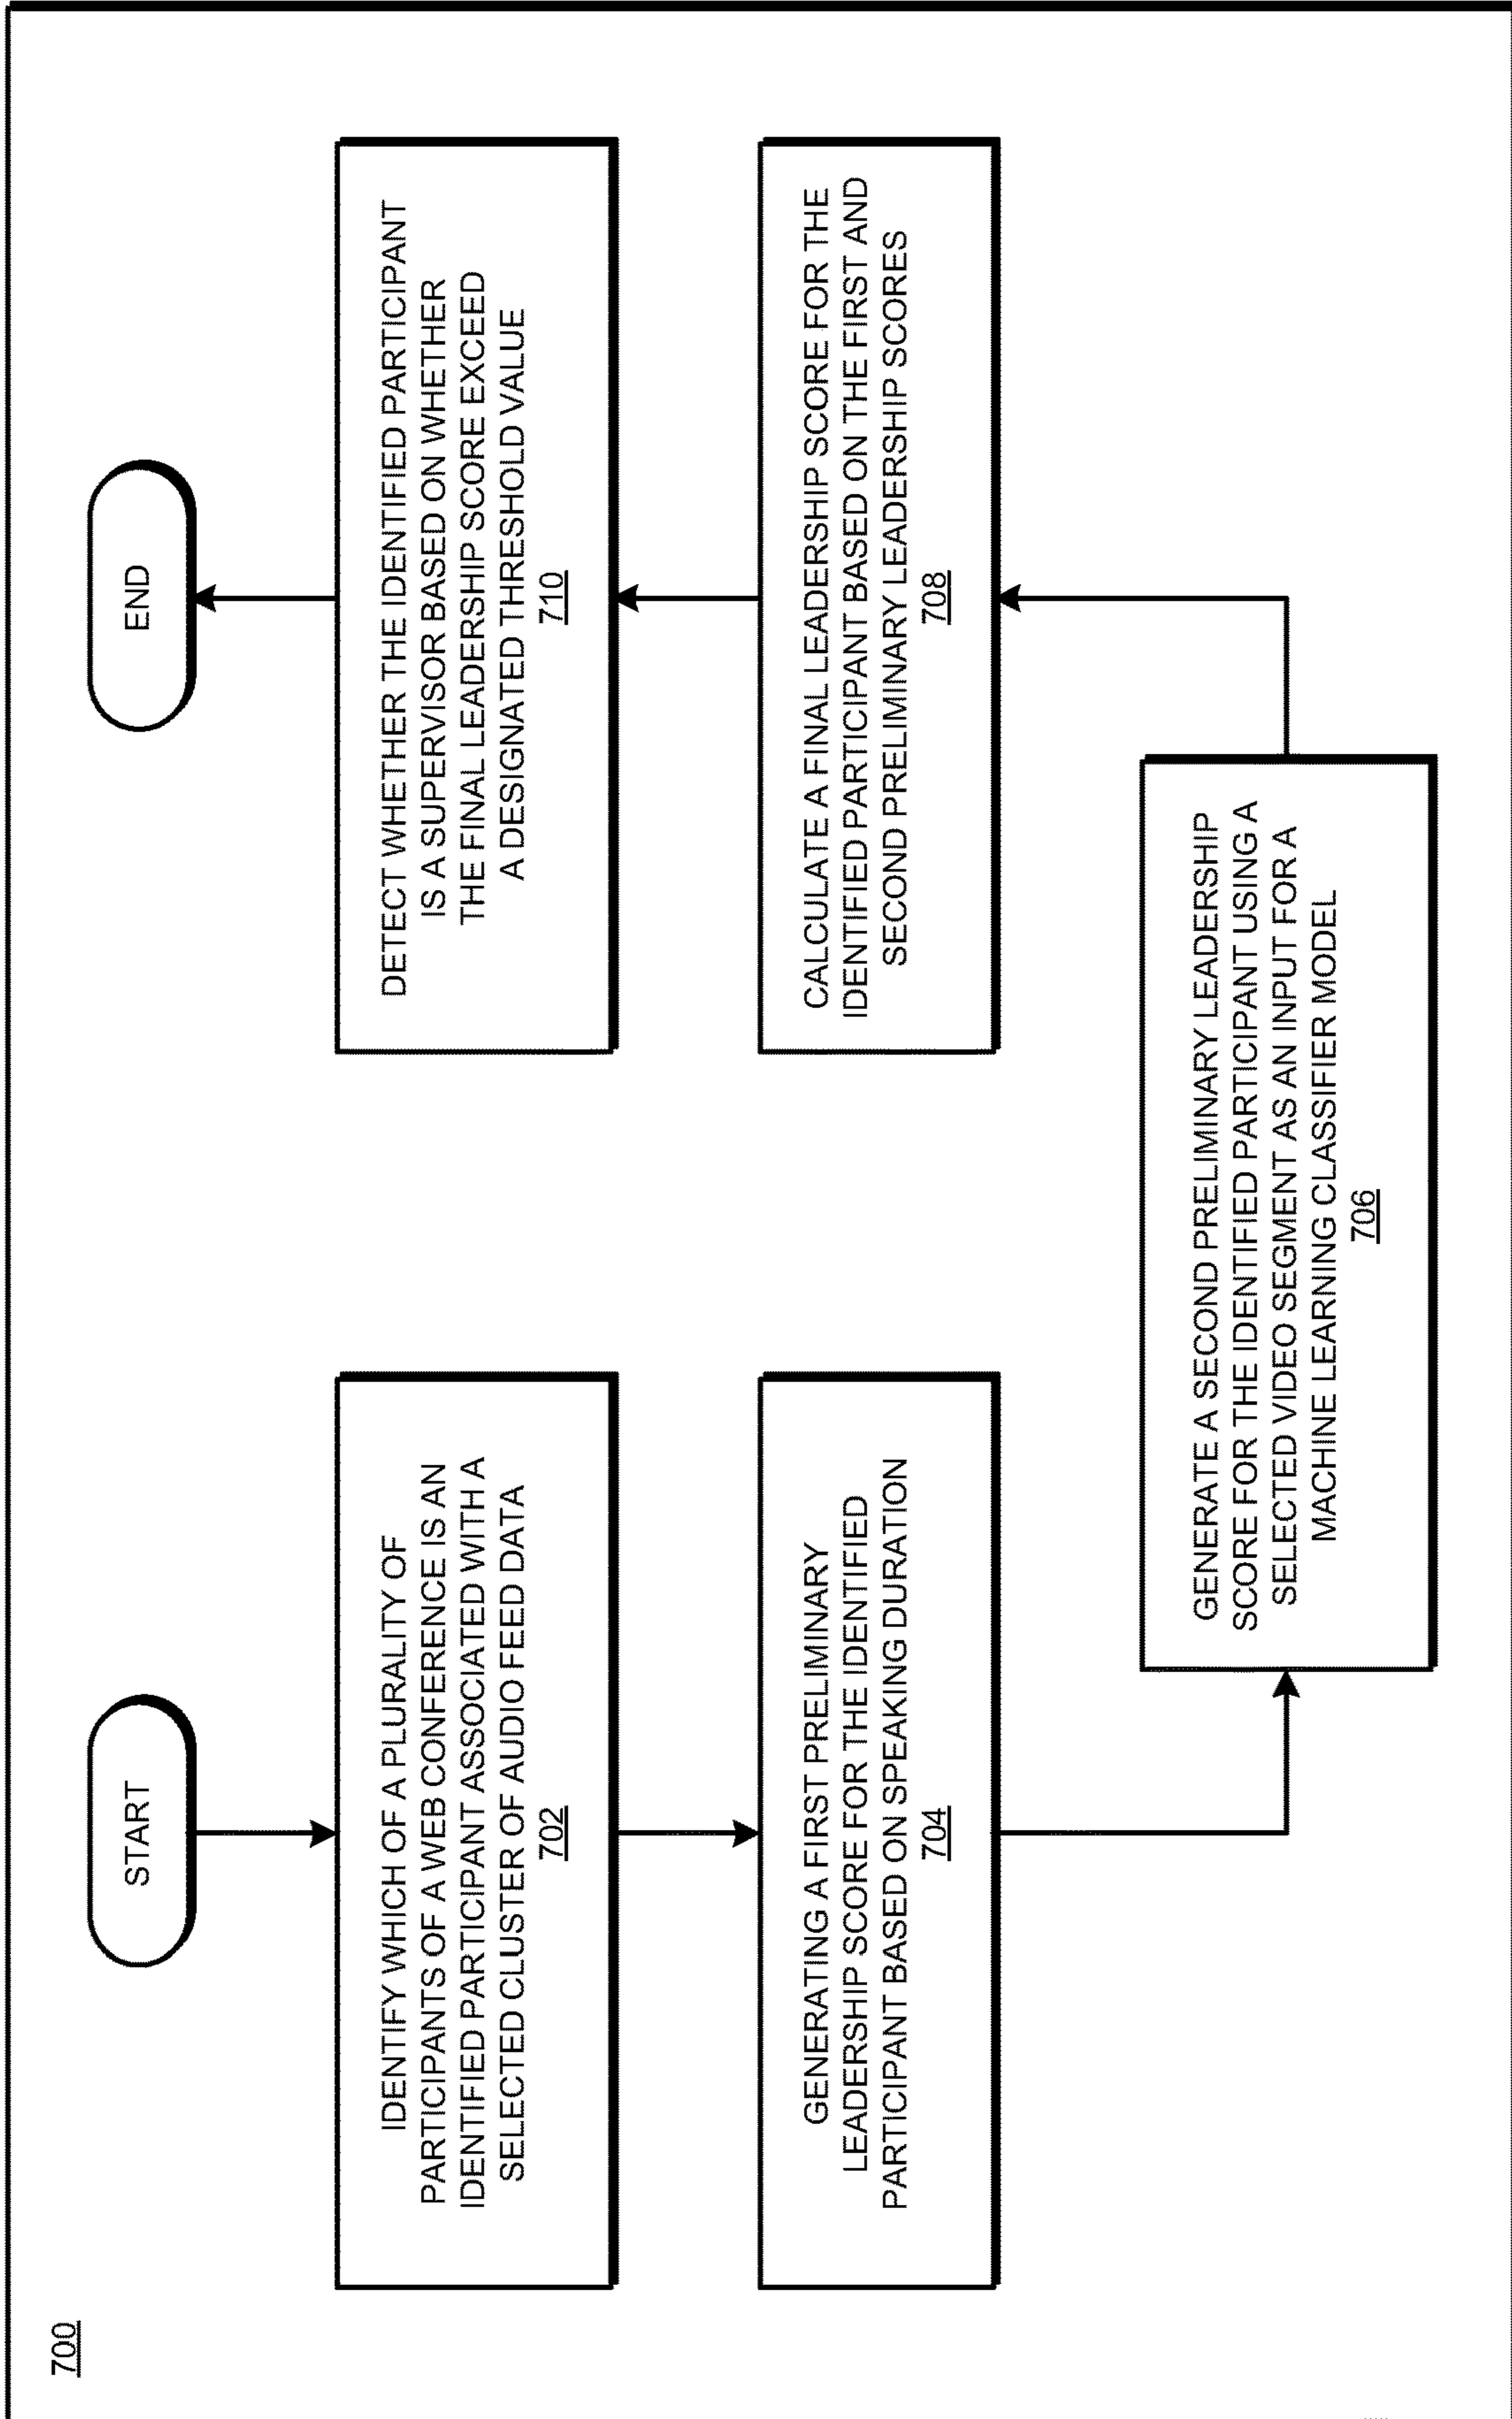 700
START
IDENTIFY WHICH OF A PLURALITY OF
PARTICIPANTS OF A WEB CONFERENCE IS AN
IDENTIFIED PARTICIPANT ASSOCIATED WITH A
SELECTED CLUSTER OF AUDIO FEED DATA
702
GENERATING A FIRST PRELIMINARY
LEADERSHIP SCORE FOR THE IDENTIFIED
PARTICIPANT BASED ON SPEAKING DURATION
704
GENERATE A SECOND PRELIMINARY LEADERSHIP
SCORE FOR THE IDENTIFIED PARTICIPANT USING A
SELECTED VIDEO SEGMENT AS AN INPUT FOR A
MACHINE LEARNING CLASSIFIER MODEL
706
CALCULATE A FINAL LEADERSHIP SCORE FOR THE
IDENTIFIED PARTICIPANT BASED ON THE FIRST AND
SECOND PRELIMINARY LEADERSHIP SCORES
708
DETECT WHETHER THE IDENTIFIED PARTICIPANT
IS A SUPERVISOR BASED ON WHETHER
THE FINAL LEADERSHIP SCORE EXCEED
A DESIGNATED THRESHOLD VALUE
710
END